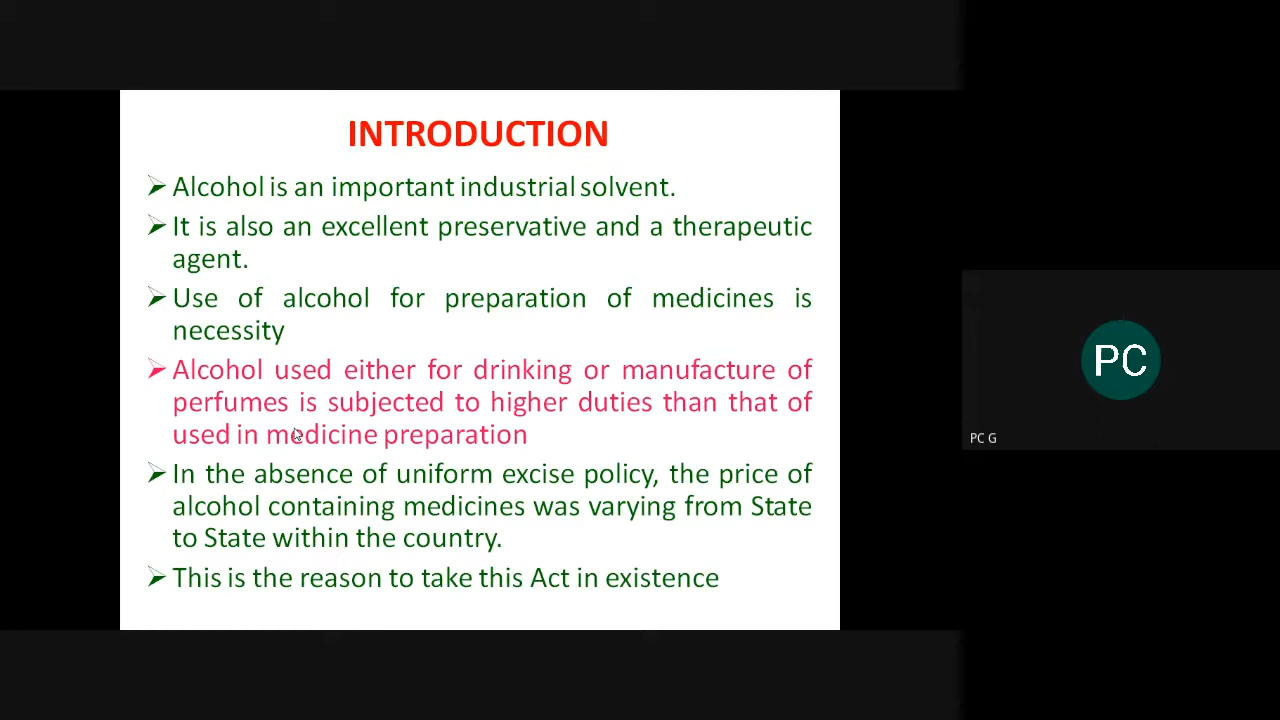 INTRODUCTION
Alcohol is an important industrial solvent.
It is also an excellent preservative and a therapeutic
agent.
Use of alcohol for preparation of medicines is
necessity
Alcohol used either for drinking or manufacture of
perfumes is subjected to higher duties than that of
used in medicine preparation
In the absence of uniform excise policy, the price of
alcohol containing medicines was varying from State
to State within the country.
This is the reason to take this Act in existence
PC
PC G